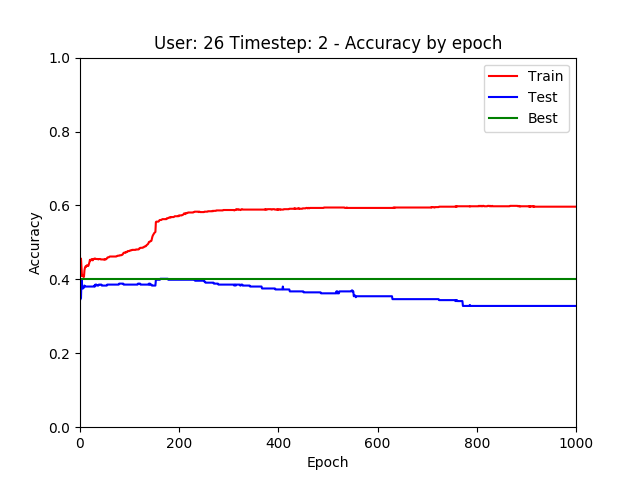 User: 26 Timestep: 2 - Accuracy by epoch
1.0
0.8
0.6
0.4
0.2
0.0
Accuracy
Train
Test
Best
0 200 400 600 800 1000
Epoch